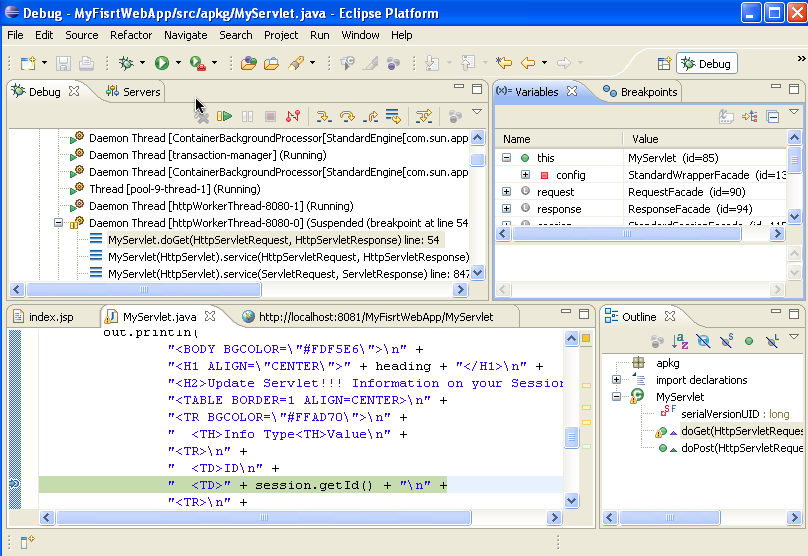 Debug - MyFisrtWebApp/src/apkg/MyServlet.java - Eclipse Platform
File Edit Source Refactor Navigate Search Project Run Window Help
Debug
Debug Servers
Daemon Thread [ContainerBackgroundProcessor[StandardEngine[com.sun.app
Daemon Thread [transaction-manager] (Running)
Daemon Thread [ContainerBackgroundProcessor[StandardEngine[com.sun.app
Thread [pool-9-thread-1] (Running)
Daemon Thread [httpWorkerThread-8080-1] (Running)
Daemon Thread [httpWorkerThread-8080-0] (Suspended (breakpoint at line 54
MyServlet.doGet(HttpServletRequest, HttpServletResponse) line: 54
MyServlet(HttpServlet).service(HttpServletRequest, HttpServletResponse)
MyServlet(HttpServlet).service(ServletRequest, ServletResponse) line: 847
Variables Breakpoints
Name Value
this MyServlet (id=85)
config StandardWrapperFacade (id=13
request RequestFacade (id=90)
response ResponseFacade (id=94)
session StandardSessionFacade (id=115
index.jsp MyServlet.java http://localhost:8081/MyFisrtWebApp/MyServlet
out.println(
"<BODY BGCOLOR=\"#FDF5E6\">\n" +
"<H1 ALIGN=\"CENTER\">" + heading + "</H1>\n" +
"<H2>Update Servlet!!! Information on your Session
"<TABLE BORDER=1 ALIGN=CENTER>\n" +
"<TR BGCOLOR=\"#FFAD70\">\n" +
" <TH>Info Type<TH>Value\n" +
"<TR>\n" +
" <TD>ID\n" +
" <TD>" + session.getId() + "\n" +
"<TR>\n" +
Outline
apkg
import declarations
MyServlet
serialVersionUID : long
doGet(HttpServletReques
doPost(HttpServletReque